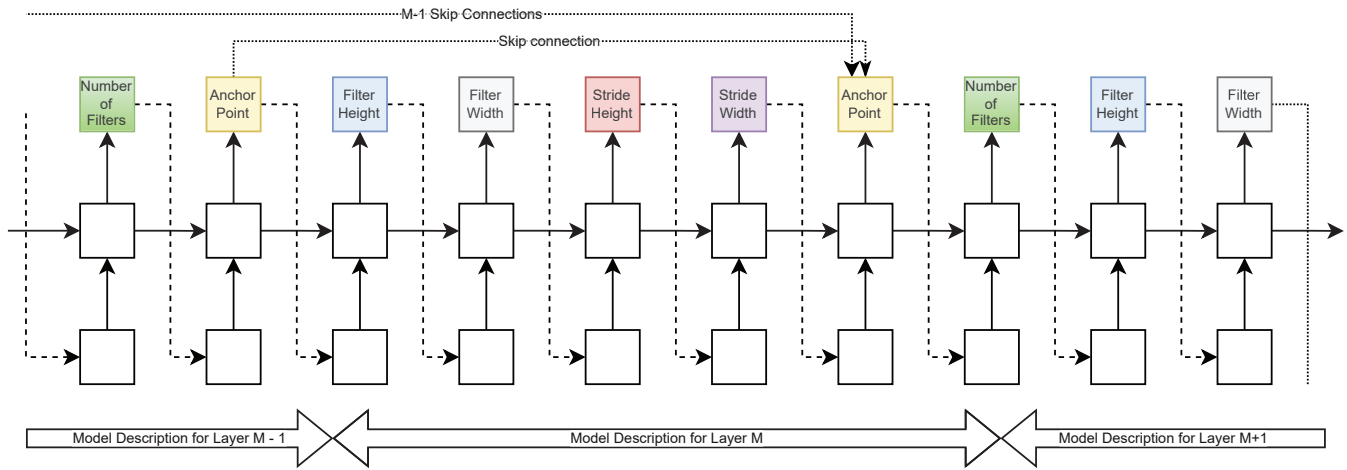 M-1 Skip Connections
Skip connection
Number
of
Filters
Anchor
Point
Filter
Height
Filter
Width
Stride
Height
Stride
Width
Anchor
Point
Number
of
Filters
Filter
Height
Filter
Width
Model Description for Layer M - 1
Model Description for Layer M
Model Description for Layer M+1